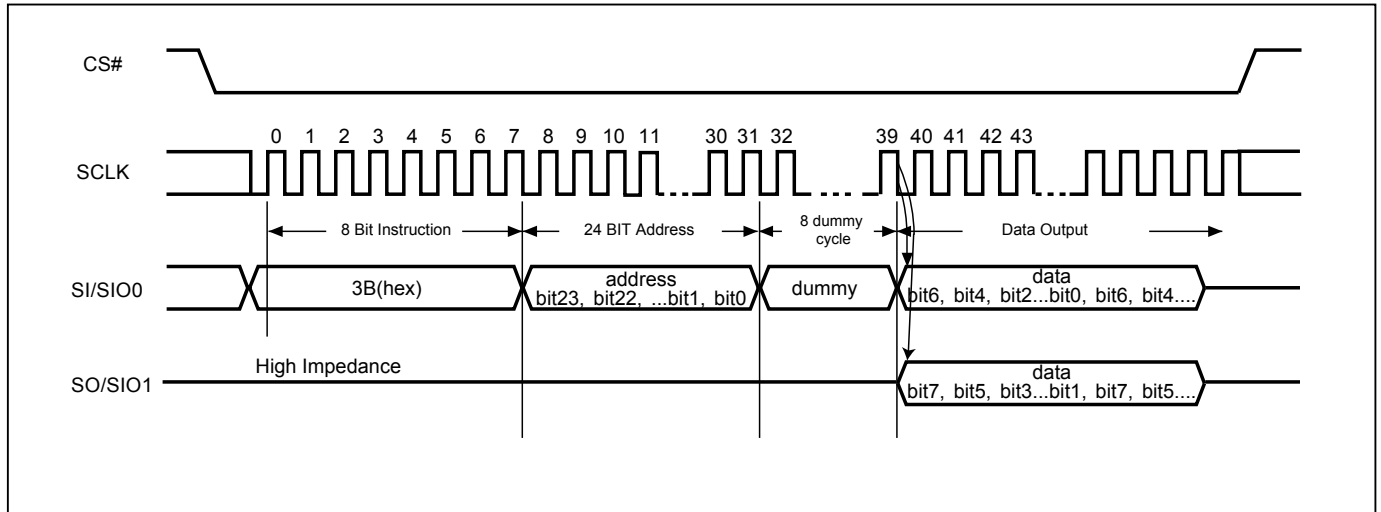 CS#
0 1 2 3 4 5 6 7 8 9 10 11 30 31 32 39 40 41 42 43
SCLK
8 Bit Instruction 24 BIT Address 8 dummy cycle Data Output
SI/SIO0
3B(hex)
address
bit23, bit22, ...bit1, bit0
dummy
data
bit6, bit4, bit2...bit0, bit6, bit4....
High Impedance
SO/SIO1
data
bit7, bit5, bit3...bit1, bit7, bit5....